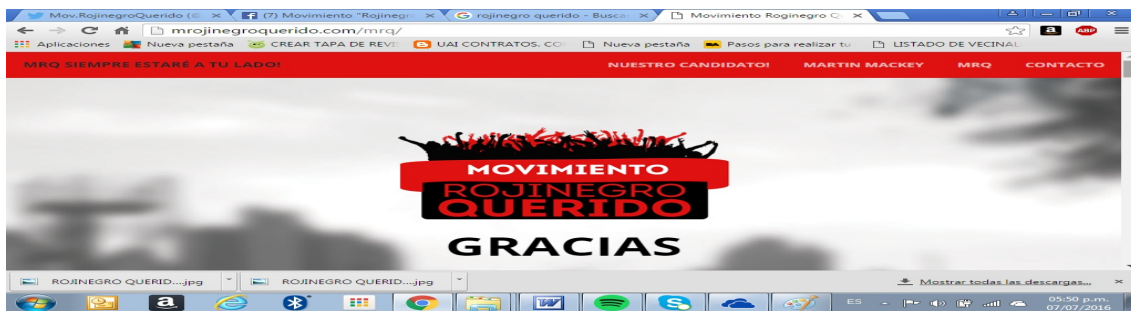 Mov.RojinegroQuerido (
(7) Movimiento "Rojinegr
rojinegro querido - Busca
Movimiento Roginegro Q
mrojinegroquerido.com/mrq/
Aplicaciones
Nueva pestaña
CREAR TAPA DE REVI
UAI CONTRATOS. CO
Nueva pestaña
Pasos para realizar tu
LISTADO DE VECINAL
ABP
MRQ SIEMPRE ESTARÉ A TU LADO!
NUESTRO CANDIDATO!
MARTIN MACKEY
MRQ
CONTACTO
MOVIMIENTO
ROJINEGRO
QUERIDO
GRACIAS
ROJINEGRO QUERID....jpg
ROJINEGRO QUERID....jpg
Mostrar todas las descargas...
ES
05:50 p.m.
07/07/2016